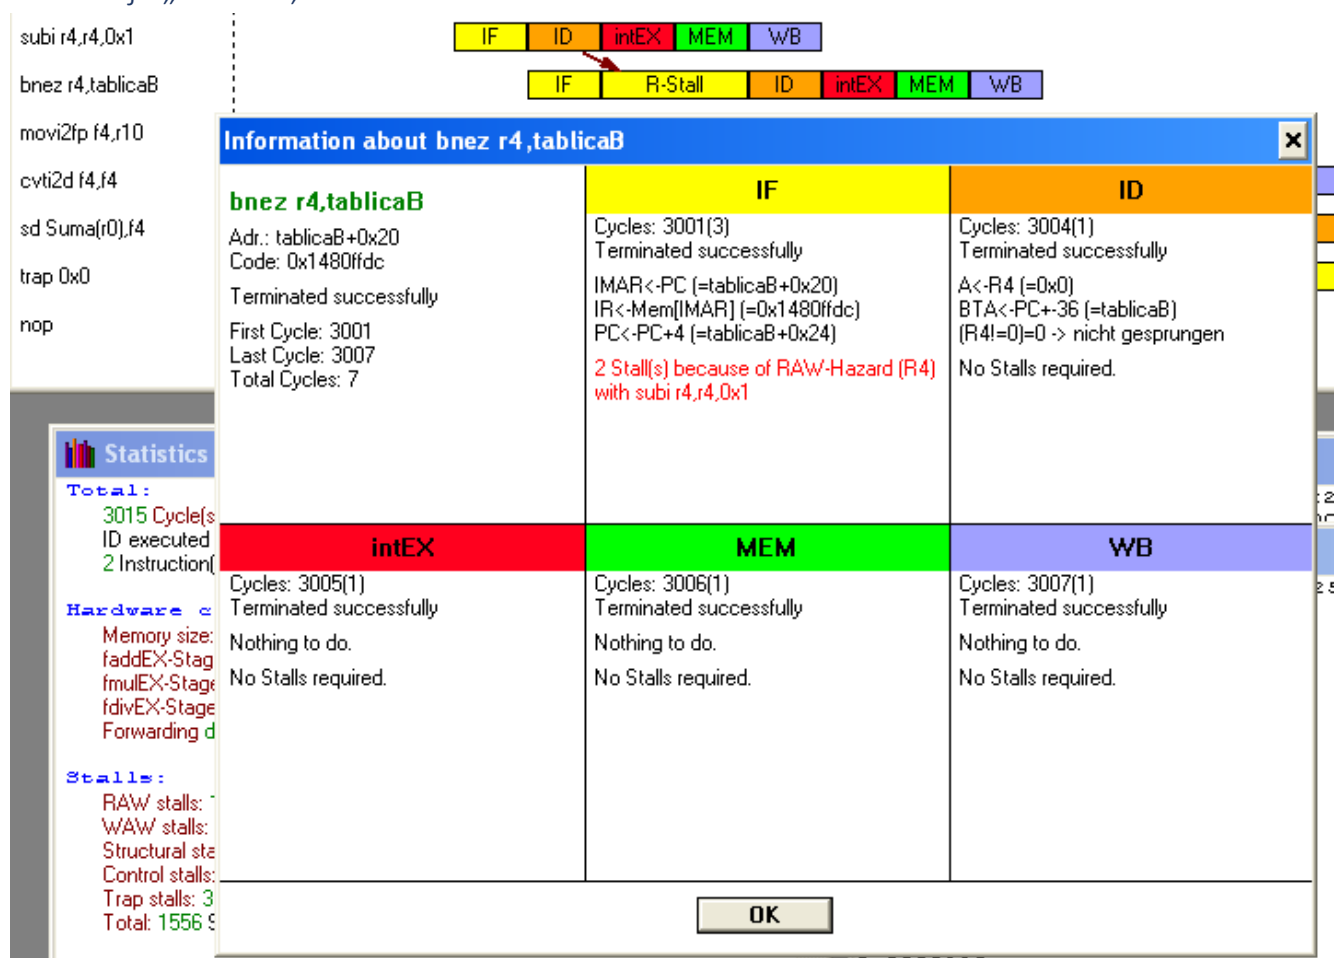 subi r4,r4,0x1
IF ID intEX MEM WB
bnez r4,tablicaB
IF R-Stall ID intEX MEM WB
movi2fp f4,r10
cvti2d f4,f4
sd Suma(r0),f4
trap 0x0
nop
Information about bnez r4,tablicaB
bnez r4,tablicaB
Adr.: tablicaB+0x20
Code: 0x1480ffdc
Terminated successfully
First Cycle: 3001
Last Cycle: 3007
Total Cycles: 7
IF
Cycles: 3001(3)
Terminated successfully
IMAR<-PC (=tablicaB+0x20)
IR<-Mem[IMAR] (=0x1480ffdc)
PC<-PC+4 (=tablicaB+0x24)
2 Stall(s) because of RAW-Hazard (R4)
with subi r4,r4,0x1
ID
Cycles: 3004(1)
Terminated successfully
A<-R4 (=0x0)
BTA<-PC+-36 (=tablicaB)
(R4!=0)=0 -> nicht gesprungen
No Stalls required.
intEX
Cycles: 3005(1)
Terminated successfully
Nothing to do.
No Stalls required.
MEM
Cycles: 3006(1)
Terminated successfully
Nothing to do.
No Stalls required.
WB
Cycles: 3007(1)
Terminated successfully
Nothing to do.
No Stalls required.
OK
Statistics
Total:
3015 Cycle(s
ID executed
2 Instruction(
Hardware c
Memory size:
faddEX-Stag
fmulEX-Stage
fdivEX-Stage
Forwarding d
Stalls:
RAW stalls:
WAW stalls:
Structural sta
Control stalls:
Trap stalls: 3
Total: 1556 S